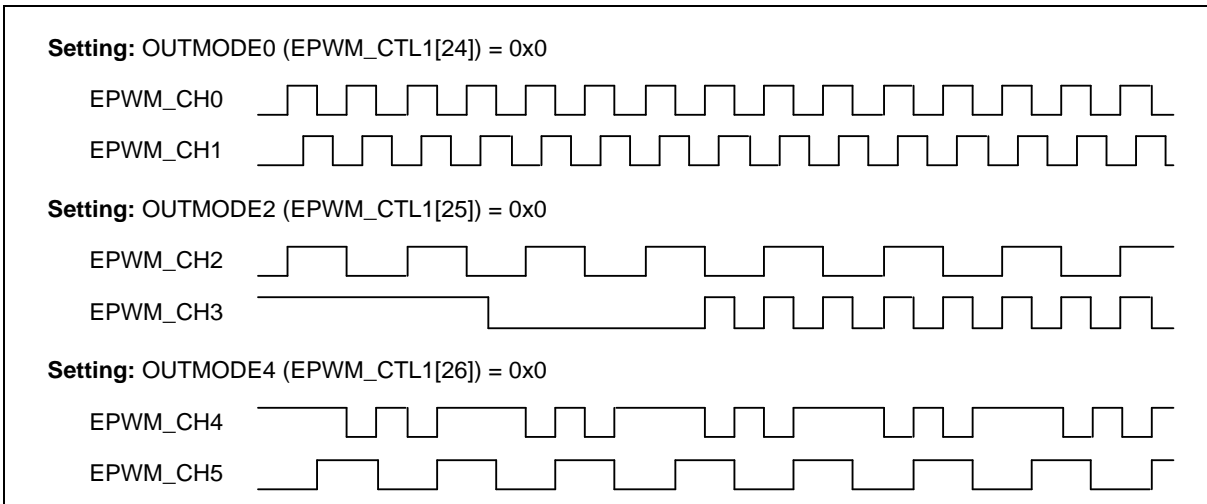 Setting: OUTMODE0 (EPWM_CTL1[24]) = 0x0
EPWM_CH0
EPWM_CH1
Setting: OUTMODE2 (EPWM_CTL1[25]) = 0x0
EPWM_CH2
EPWM_CH3
Setting: OUTMODE4 (EPWM_CTL1[26]) = 0x0
EPWM_CH4
EPWM_CH5